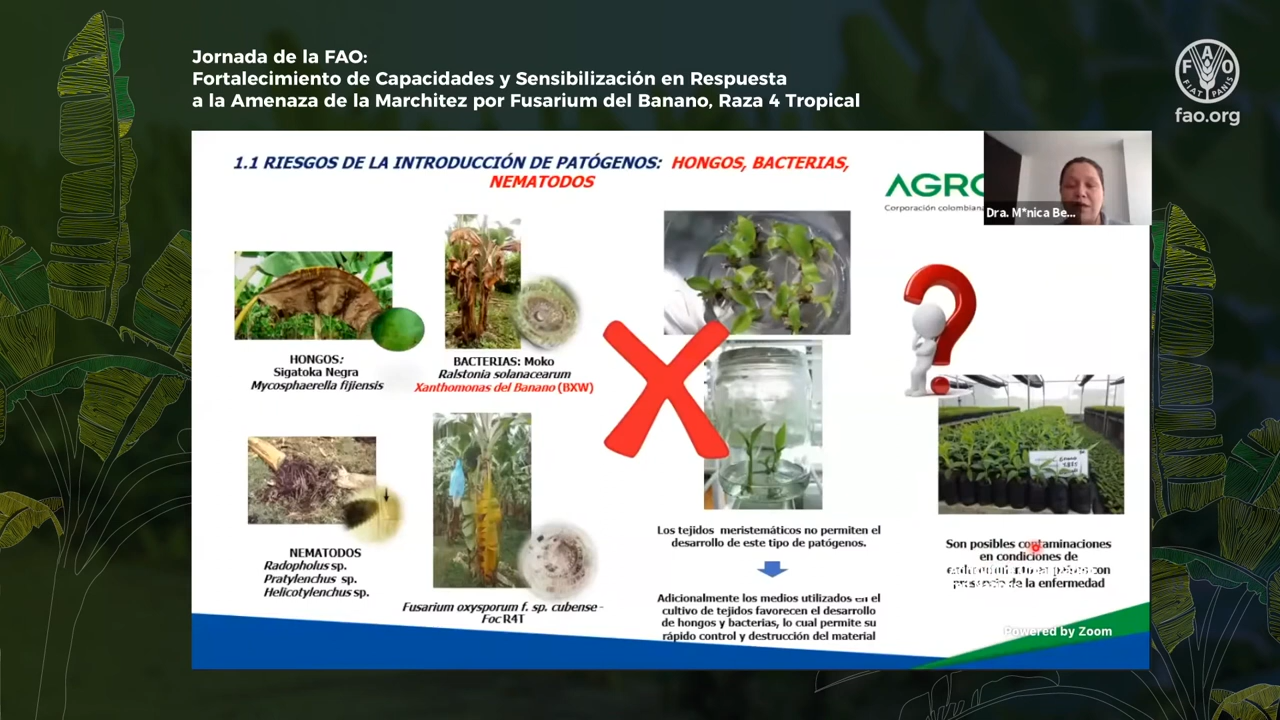 Jornada de la FAO:
Fortalecimiento de Capacidades y Sensibilización en Respuesta
a la Amenaza de la Marchitez por Fusarium del Banano, Raza 4 Tropical
FAO
FIAT PANIS
fao.org
1.1 RIESGOS DE LA INTRODUCCIÓN DE PATÓGENOS: HONGOS, BACTERIAS,
NEMATODOS
AGRO
Corporación colombiana
Dra. M*nica Be...
HONGOS:
Sigatoka Negra
Mycosphaerella fijiensis
BACTERIAS: Moko
Ralstonia solanacearum
Xanthomonas del Banano (BXW)
NEMATODOS
Radopholus sp.
Pratylenchus sp.
Helicotylenchus sp.
Fusarium oxysporum f. sp. cubense -
Foc R4T
Los tejidos meristemáticos no permiten el
desarrollo de este tipo de patógenos.
Adicionalmente los medios utilizados en el
cultivo de tejidos favorecen el desarrollo
de hongos y bacterias, lo cual permite su
rápido control y destrucción del material
Son posibles contaminaciones
en condiciones de
con
de la enfermedad
Powered by Zoom